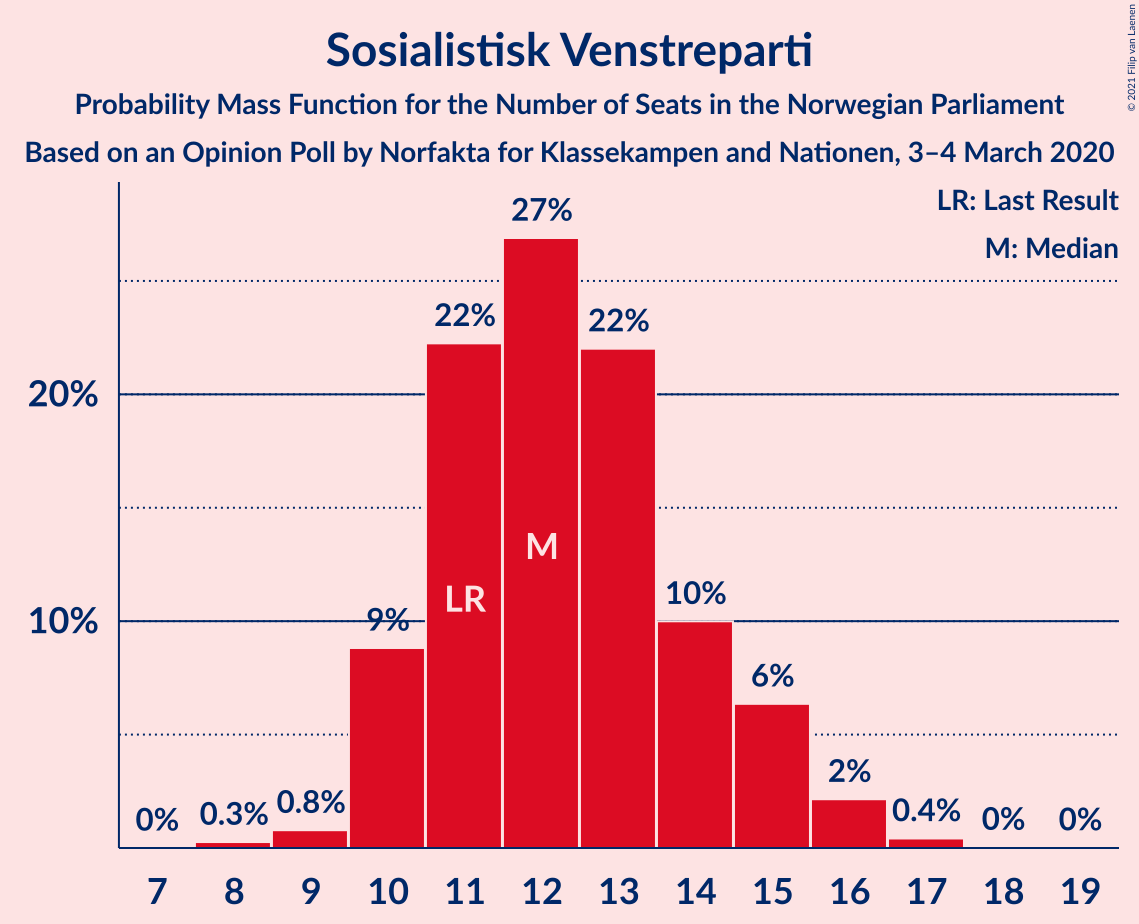 Sosialistisk Venstreparti
Probability Mass Function for the Number of Seats in the Norwegian Parliament
Based on an Opinion Poll by Norfakta for Klassekampen and Nationen, 3–4 March 2020
© 2021 Filip van Laenen
LR: Last Result
M: Median
27%
22%
22%
20%
M
LR
10%
10%
9%
6%
2%
0%
0.3%
0.8%
0.4%
0%
0%
7 8 9 10 11 12 13 14 15 16 17 18 19